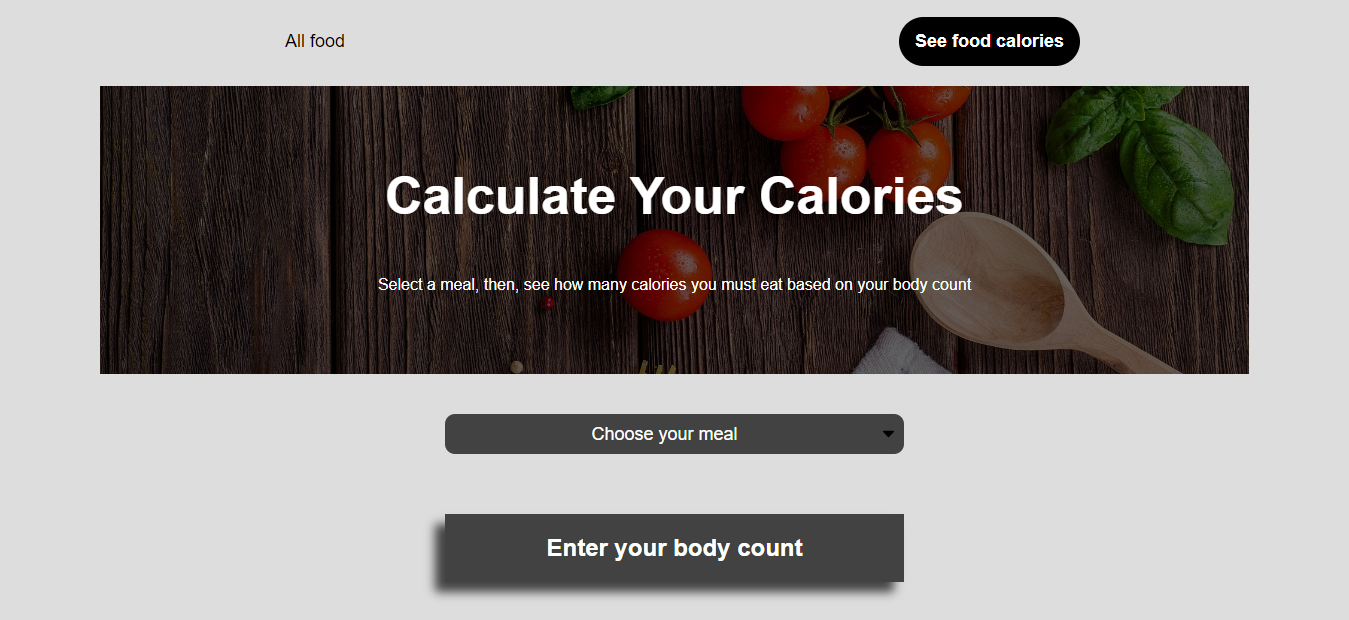 All food
See food calories
Calculate Your Calories
Select a meal, then, see how many calories you must eat based on your body count
Choose your meal
Enter your body count